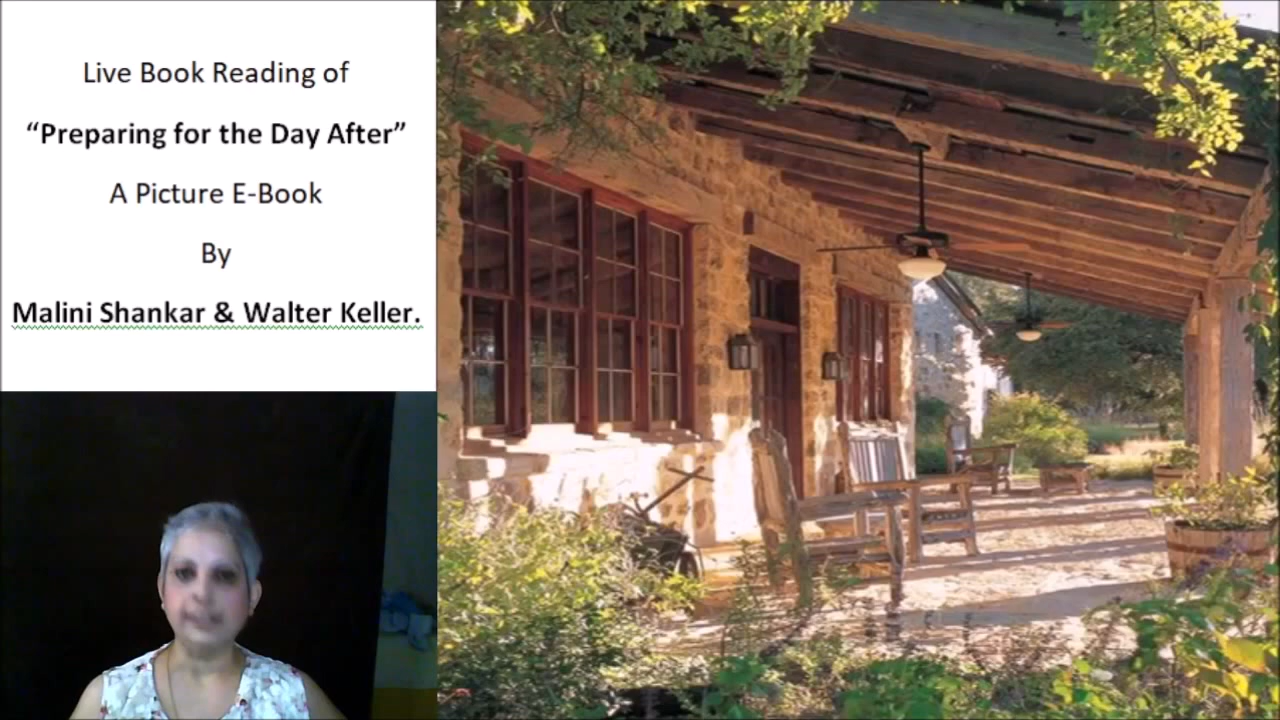 Live Book Reading of
“Preparing for the Day After”
A Picture E-Book
By
Malini Shankar & Walter Keller.